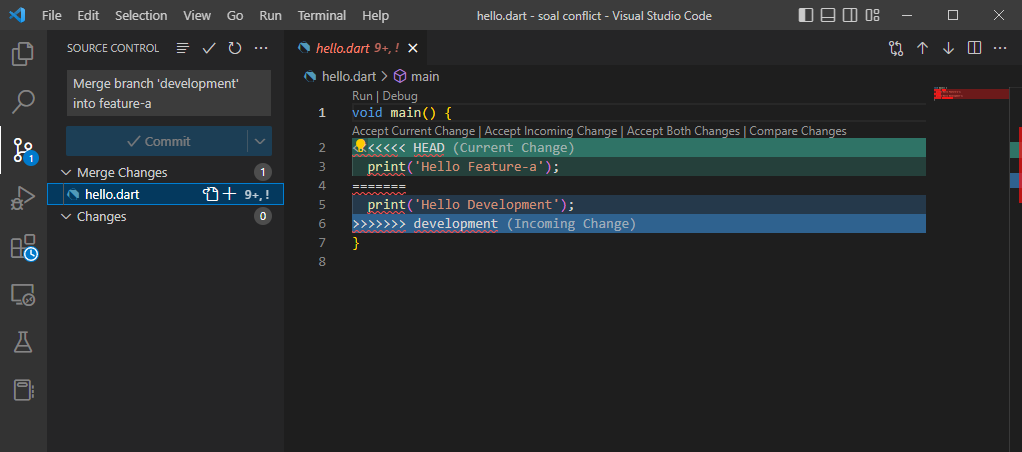 File Edit Selection View Go Run Terminal Help
hello.dart - soal conflict - Visual Studio Code
SOURCE CONTROL
Merge branch 'development'
into feature-a
Commit
Merge Changes 1
hello.dart 9+, !
Changes 0
1
hello.dart 9+, !
hello.dart > main
Run | Debug
1 void main() {
Accept Current Change | Accept Incoming Change | Accept Both Changes | Compare Changes
2 <<<<<<< HEAD (Current Change)
3 print('Hello Feature-a');
4 =======
5 print('Hello Development');
6 >>>>>>> development (Incoming Change)
7 }
8